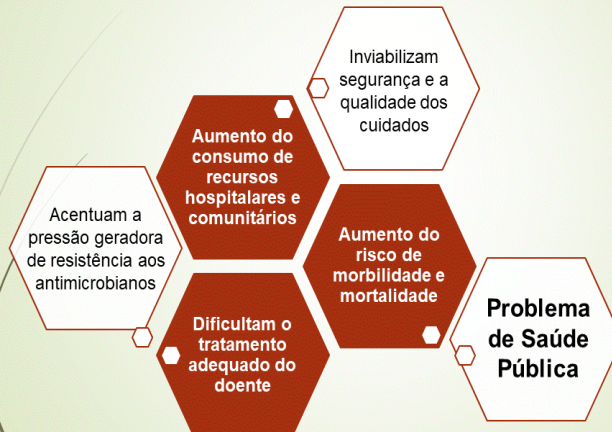 Inviabilizam
segurança e a
qualidade dos
cuidados
Aumento do
consumo de
recursos
hospitalares e
comunitários
Acentuam a
pressão geradora
de resistência aos
antimicrobianos
Aumento do
risco de
morbilidade e
mortalidade
Dificultam o
tratamento
adequado do
doente
Problema
de Saúde
Pública